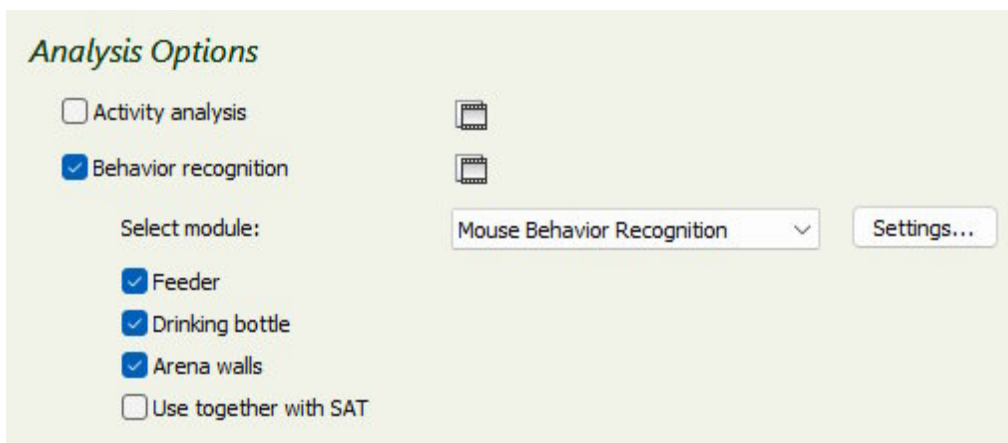 Analysis Options
Activity analysis
Behavior recognition
Select module: Mouse Behavior Recognition Settings...
Feeder
Drinking bottle
Arena walls
Use together with SAT